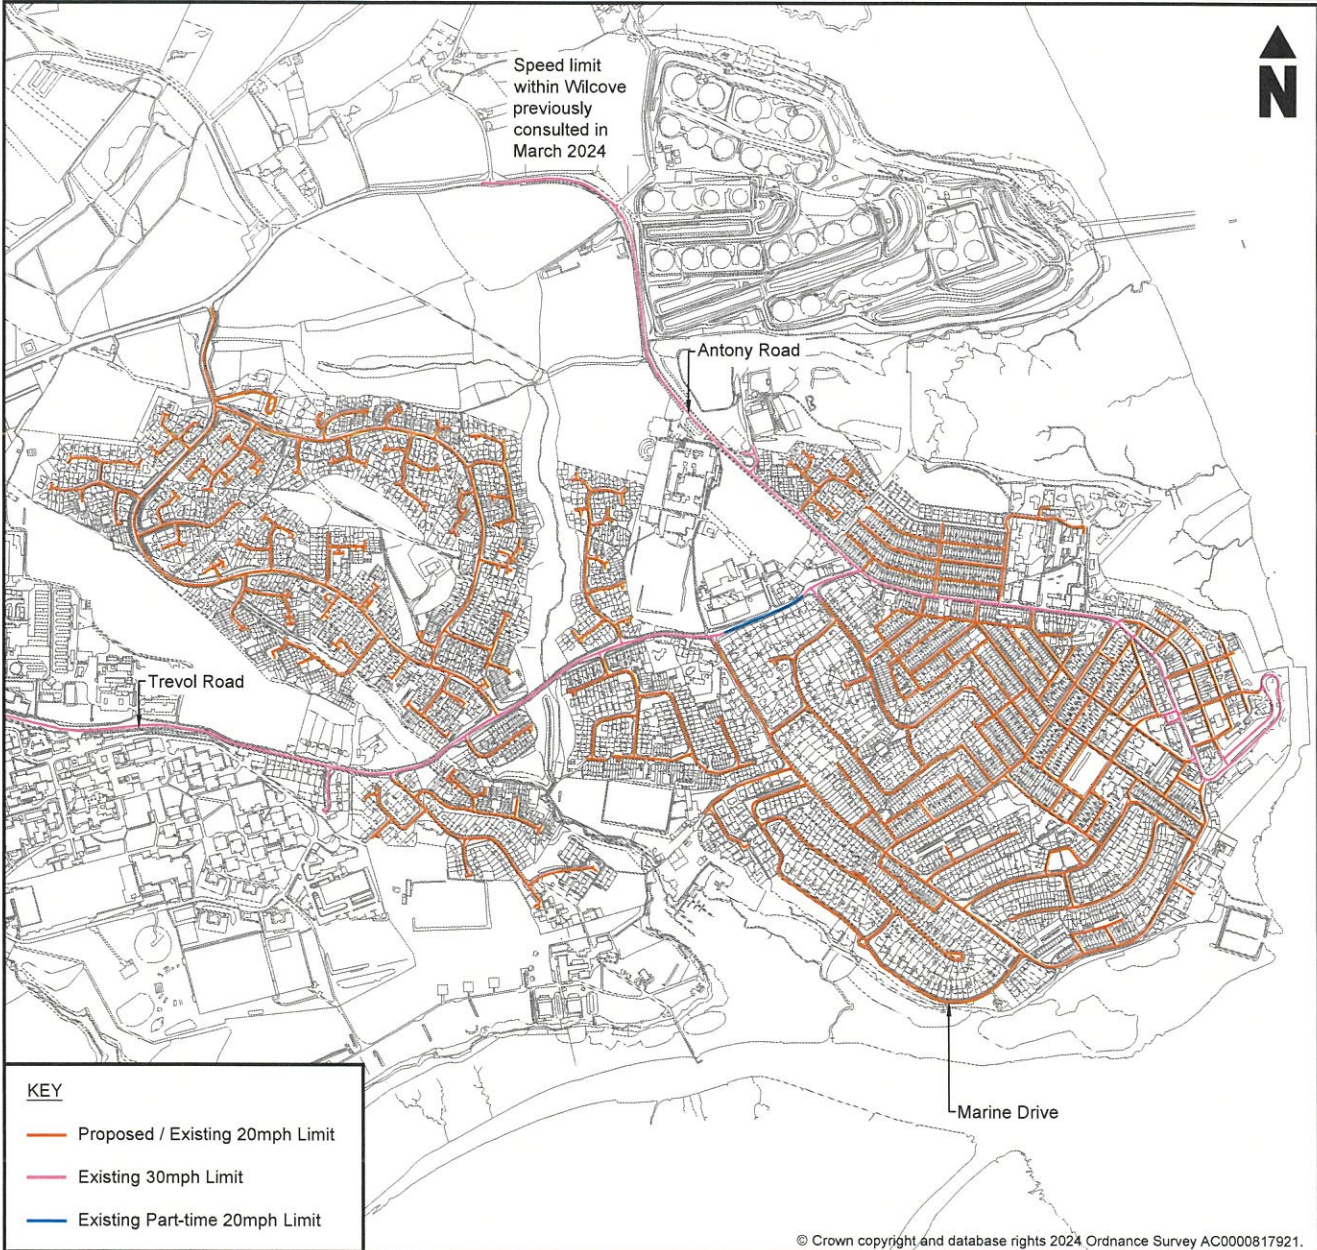 N
Speed limit
within Wilcove
previously
consulted in
March 2024
Antony Road
Trevol Road
Marine Drive
KEY
Proposed / Existing 20mph Limit
Existing 30mph Limit
Existing Part-time 20mph Limit
© Crown copyright and database rights 2024 Ordnance Survey AC0000817921.